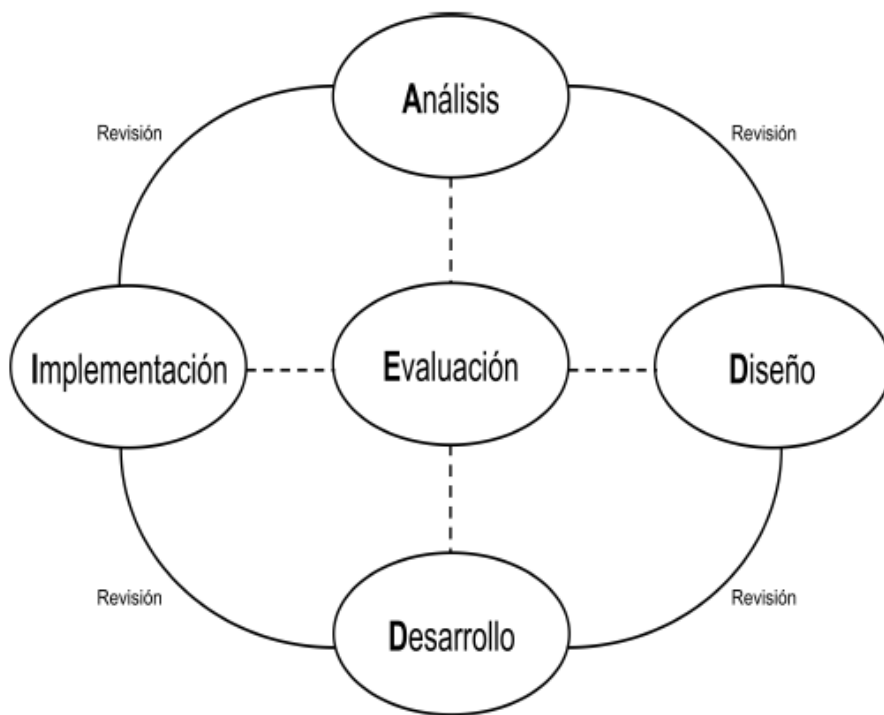 Análisis
Revisión
Revisión
Implementación
Evaluación
Diseño
Revisión
Revisión
Desarrollo